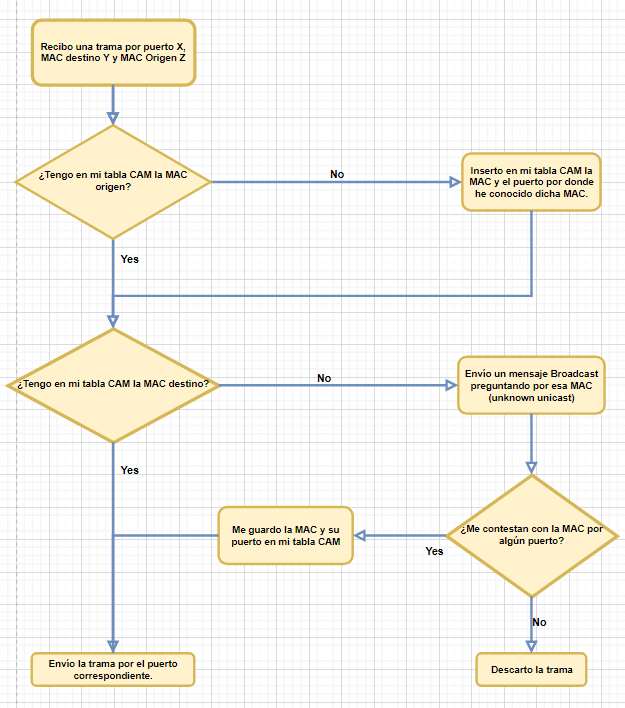 Recibo una trama por puerto X,
MAC destino Y y MAC Origen Z
¿Tengo en mi tabla CAM la MAC
origen?
No
Inserto en mi tabla CAM la
MAC y el puerto por donde
he conocido dicha MAC.
Yes
¿Tengo en mi tabla CAM la MAC destino?
No
Envío un mensaje Broadcast
preguntando por esa MAC
(unknown unicast)
Yes
¿Me contestan con la MAC por
algún puerto?
Yes
Me guardo la MAC y su
puerto en mi tabla CAM
No
Envío la trama por el puerto
correspondiente.
Descarto la trama